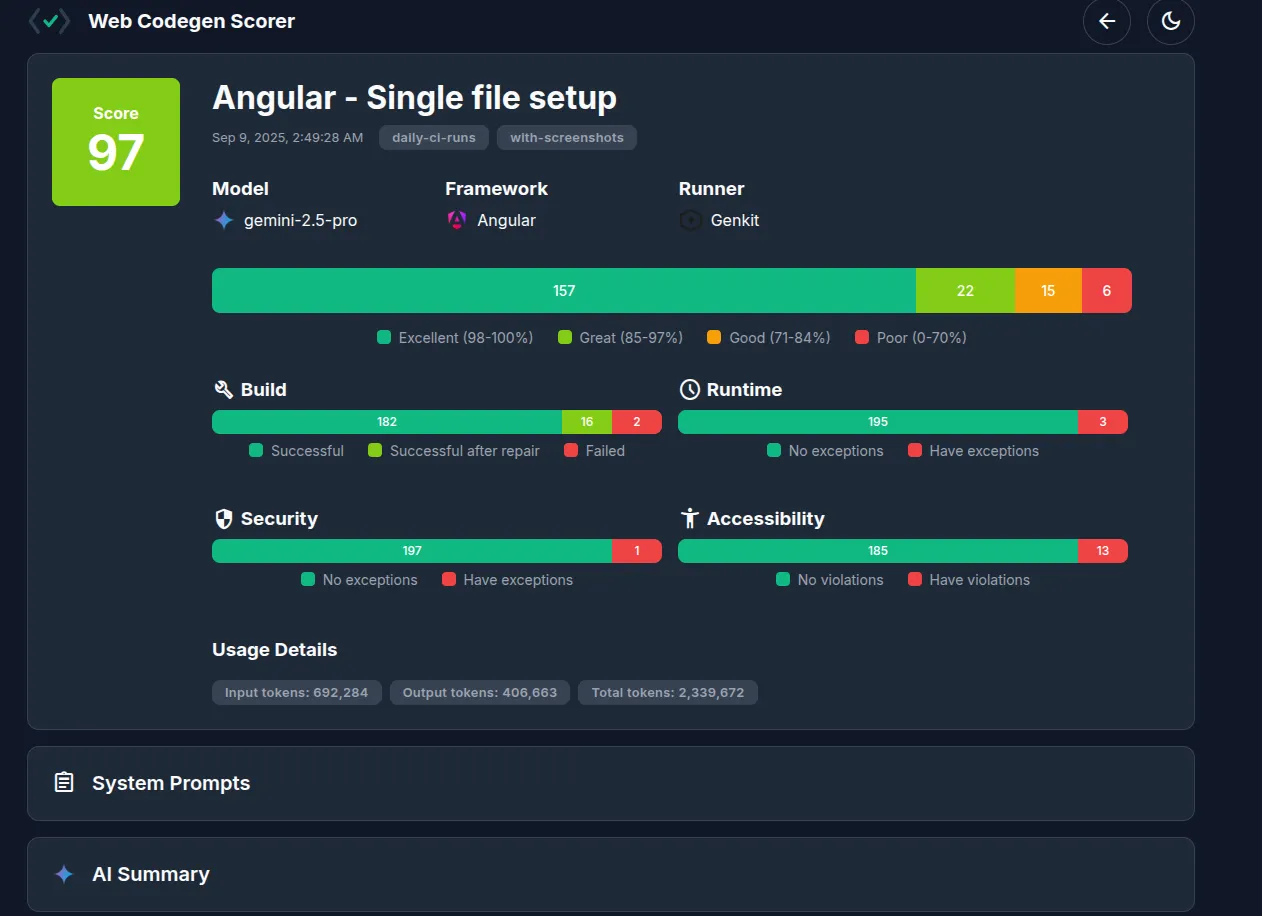 Web Codegen Scorer
Score
97
Angular - Single file setup
Sep 9, 2025, 2:49:28 AM daily-ci-runs with-screenshots
Model Framework Runner
gemini-2.5-pro Angular Genkit
157 22 15 6
Excellent (98-100%) Great (85-97%) Good (71-84%) Poor (0-70%)
Build
182 16 2
Successful Successful after repair Failed
Runtime
195 3
No exceptions Have exceptions
Security
197 1
No exceptions Have exceptions
Accessibility
185 13
No violations Have violations
Usage Details
Input tokens: 692,284 Output tokens: 406,663 Total tokens: 2,339,672
System Prompts
AI Summary